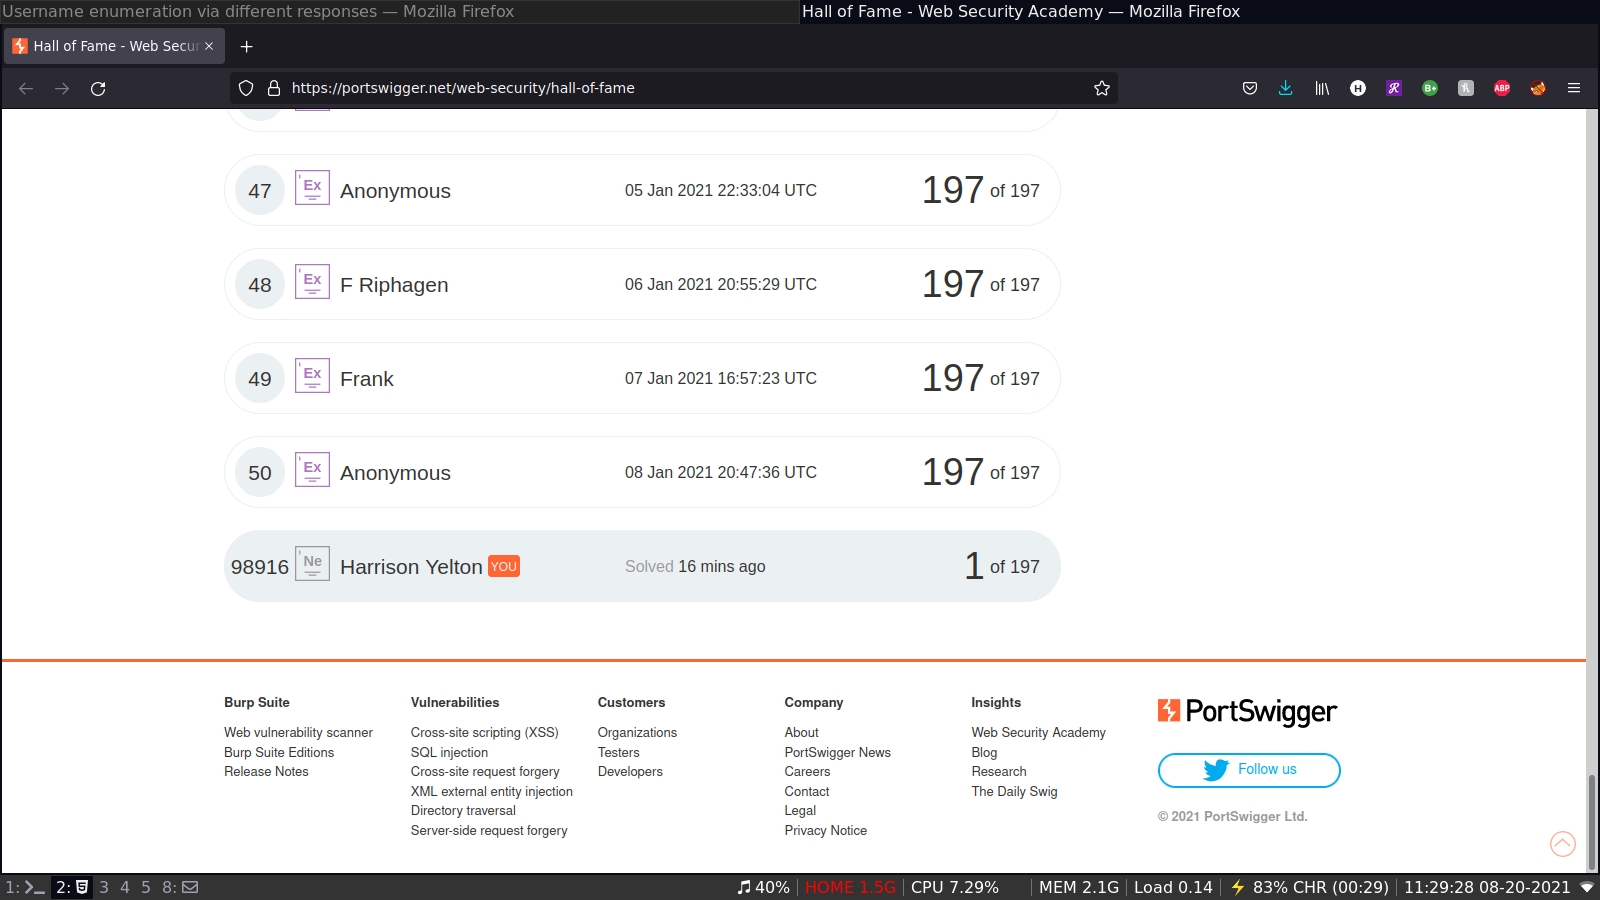 Username enumeration via different responses — Mozilla Firefox
Hall of Fame - Web Security Academy — Mozilla Firefox
Hall of Fame - Web Secur
https://portswigger.net/web-security/hall-of-fame
H
B+
ABP
47 Ex Anonymous 05 Jan 2021 22:33:04 UTC 197 of 197
48 Ex F Riphagen 06 Jan 2021 20:55:29 UTC 197 of 197
49 Ex Frank 07 Jan 2021 16:57:23 UTC 197 of 197
50 Ex Anonymous 08 Jan 2021 20:47:36 UTC 197 of 197
98916 Ne Harrison Yelton YOU Solved 16 mins ago 1 of 197
Burp Suite
Web vulnerability scanner
Burp Suite Editions
Release Notes
Vulnerabilities
Cross-site scripting (XSS)
SQL injection
Cross-site request forgery
XML external entity injection
Directory traversal
Server-side request forgery
Customers
Organizations
Testers
Developers
Company
About
PortSwigger News
Careers
Contact
Legal
Privacy Notice
Insights
Web Security Academy
Blog
Research
The Daily Swig
PortSwigger
Follow us
© 2021 PortSwigger Ltd.
1: 2: 3 4 5 8: 40% | HOME 1.5G | CPU 7.29% | MEM 2.1G | Load 0.14 | 83% CHR (00:29) | 11:29:28 08-20-2021